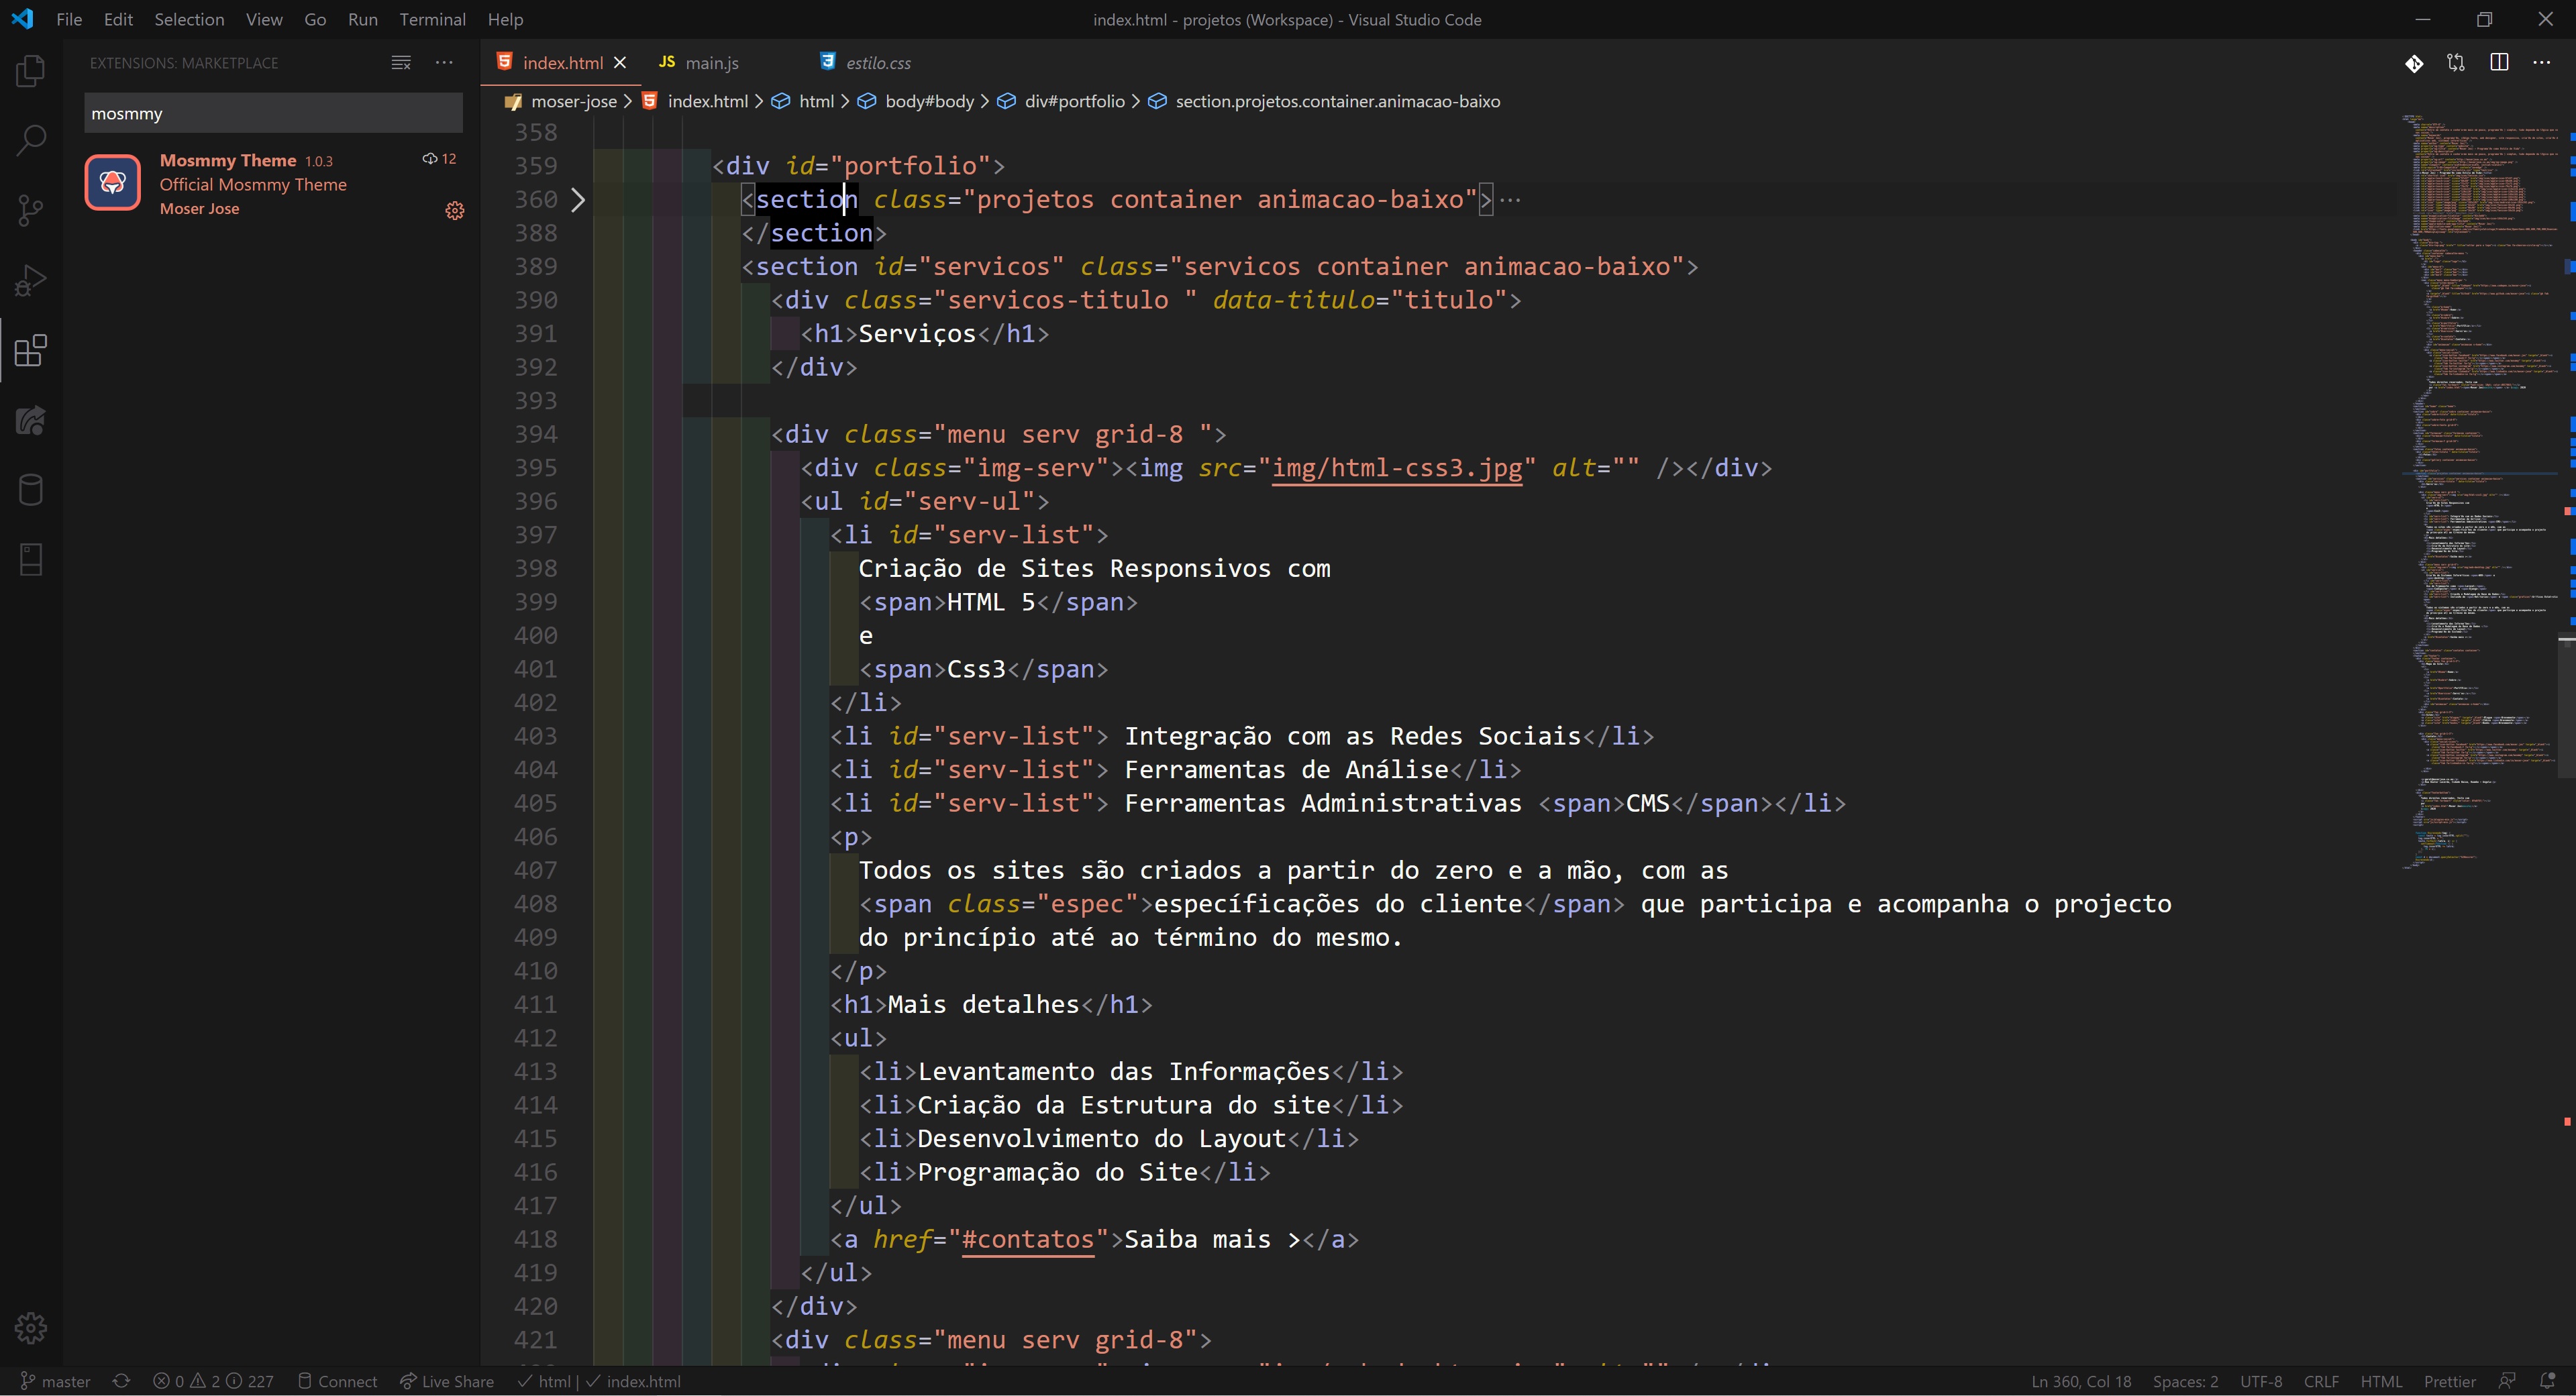 File Edit Selection View Go Run Terminal Help
index.html - projetos (Workspace) - Visual Studio Code
EXTENSIONS: MARKETPLACE
mosmmy
Mosmmy Theme 1.0.3 12
Official Mosmmy Theme
Moser Jose
index.html JS main.js estilo.css
moser-jose > index.html > html > body#body > div#portfolio > section.projetos.container.animacao-baixo
358
359 <div id="portfolio">
360 <section class="projetos container animacao-baixo">···
388 </section>
389 <section id="servicos" class="servicos container animacao-baixo">
390 <div class="servicos-titulo " data-titulo="titulo">
391 <h1>Serviços</h1>
392 </div>
393
394 <div class="menu serv grid-8 ">
395 <div class="img-serv"><img src="img/html-css3.jpg" alt="" /></div>
396 <ul id="serv-ul">
397 <li id="serv-list">
398 Criação de Sites Responsivos com
399 <span>HTML 5</span>
400 e
401 <span>Css3</span>
402 </li>
403 <li id="serv-list"> Integração com as Redes Sociais</li>
404 <li id="serv-list"> Ferramentas de Análise</li>
405 <li id="serv-list"> Ferramentas Administrativas <span>CMS</span></li>
406 <p>
407 Todos os sites são criados a partir do zero e a mão, com as
408 <span class="espec">específicações do cliente</span> que participa e acompanha o projecto
409 do princípio até ao término do mesmo.
410 </p>
411 <h1>Mais detalhes</h1>
412 <ul>
413 <li>Levantamento das Informações</li>
414 <li>Criação da Estrutura do site</li>
415 <li>Desenvolvimento do Layout</li>
416 <li>Programação do Site</li>
417 </ul>
418 <a href="#contatos">Saiba mais ></a>
419 </ul>
420 </div>
421 <div class="menu serv grid-8">
master 0 2 227 Connect Live Share html | index.html Ln 360, Col 18 Spaces: 2 UTF-8 CRLF HTML Prettier